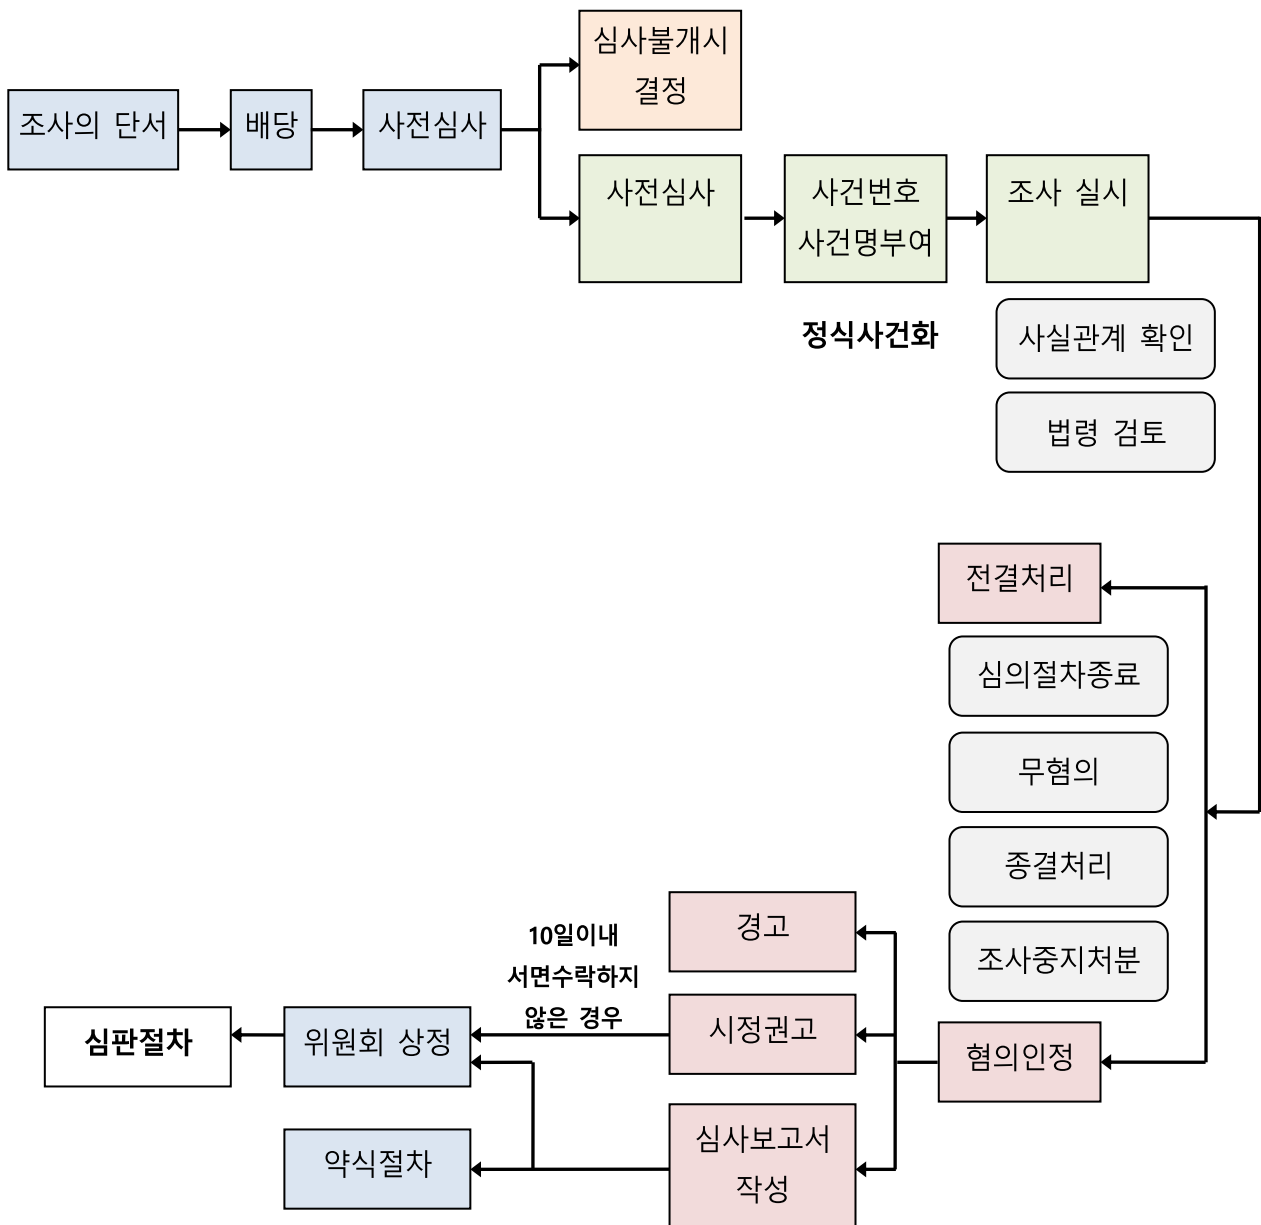 조사의 단서
배당
사전심사
심사불개시
결정
사전심사
사건번호
사건명부여
조사 실시
정식사건화
사실관계 확인
법령 검토
전결처리
심의절차종료
무혐의
종결처리
조사중지처분
혐의인정
경고
시정권고
심사보고서
작성
10일이내
서면수락하지
않은 경우
위원회 상정
심판절차
약식절차